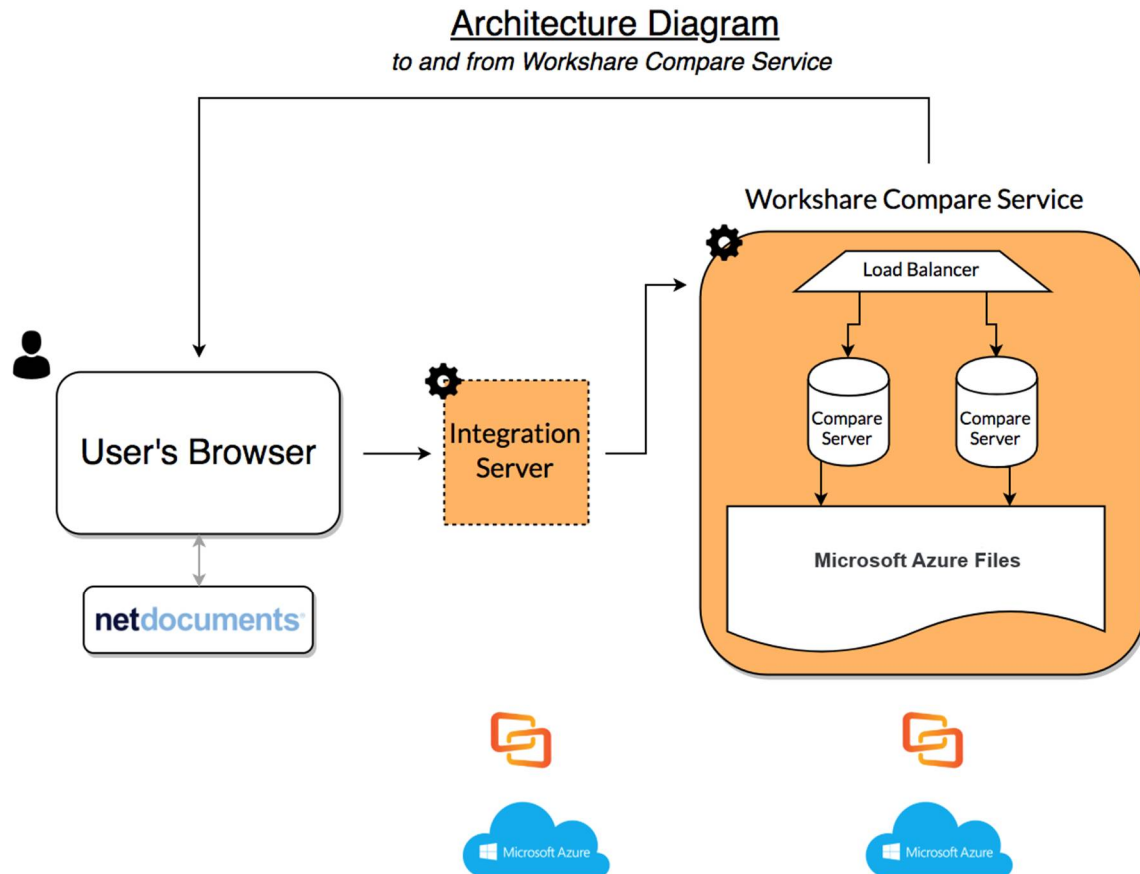 Architecture Diagram
to and from Workshare Compare Service
Workshare Compare Service
Load Balancer
User's Browser
Integration
Server
Compare
Server
Compare
Server
Microsoft Azure Files
netdocuments
Microsoft Azure
Microsoft Azure